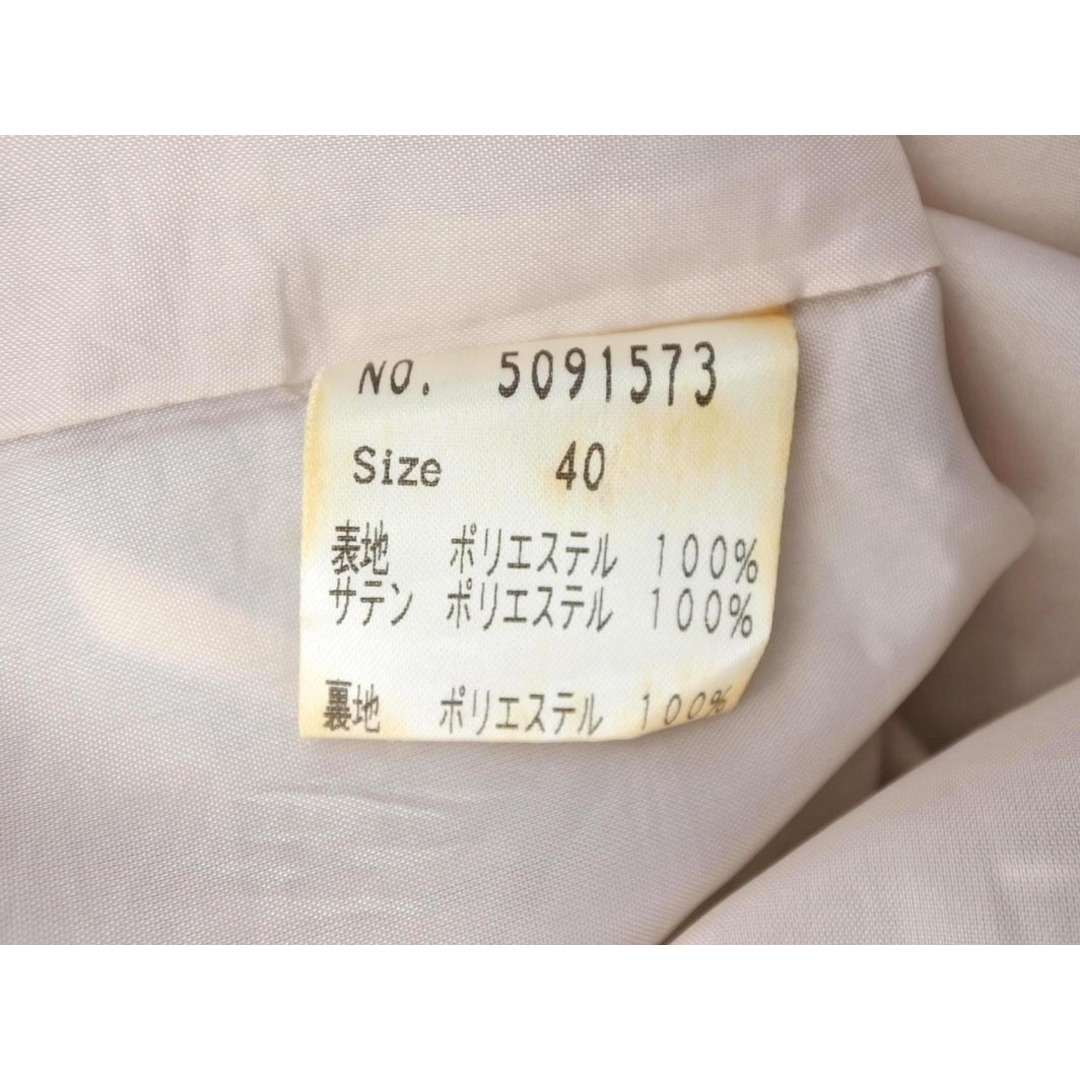 NO. 5091573
Size 40
表地 ポリエステル 100%
サテン ポリエステル 100%
裏地 ポリエステル 100%